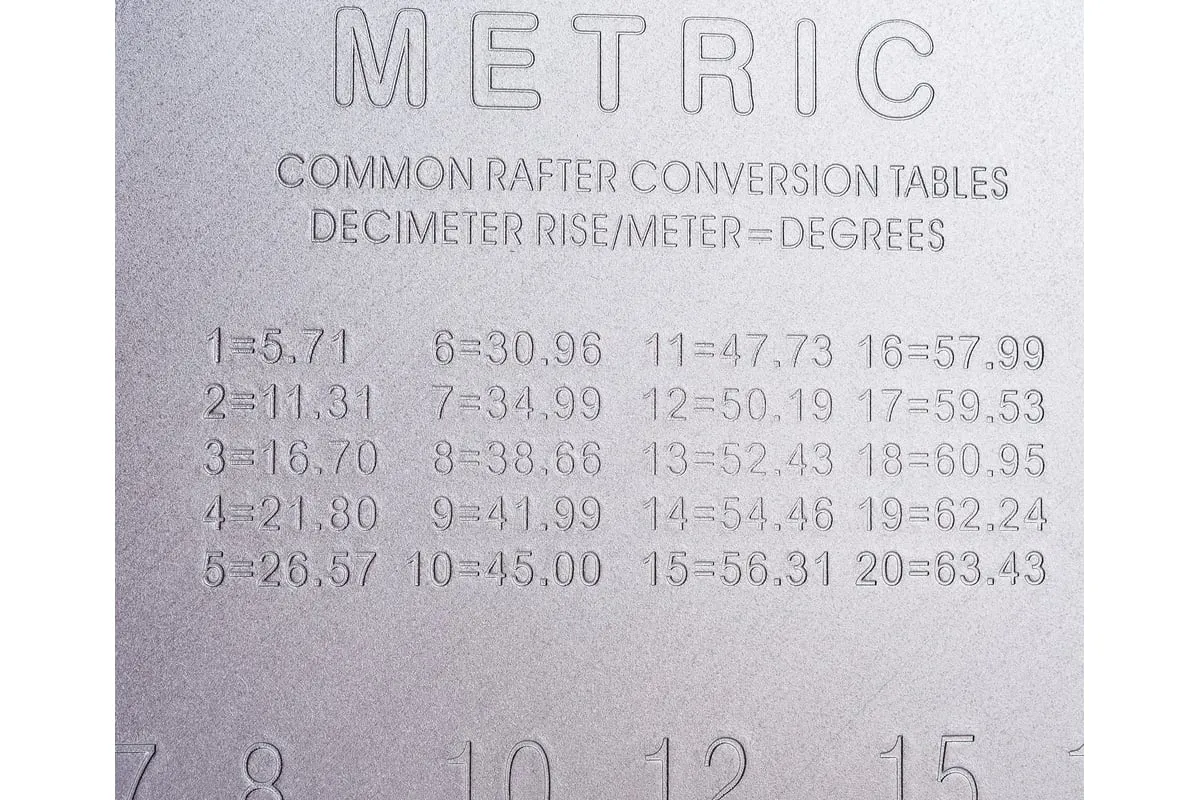 METRIC
COMMON RAFTER CONVERSION TABLES
DECIMETER RISE/METER=DEGREES
1=5.71 6=30.96 11=47.73 16=57.99
2=11.31 7=34.99 12=50.19 17=59.53
3=16.70 8=38.66 13=52.43 18=60.95
4=21.80 9=41.99 14=54.46 19=62.24
5=26.57 10=45.00 15=56.31 20=63.43
7 8 10 12 15